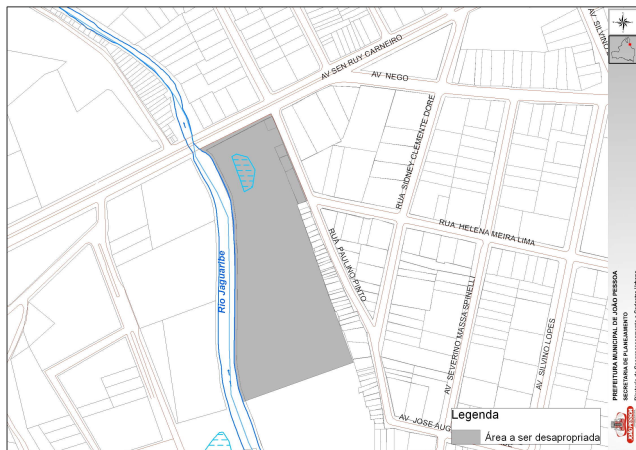 AV SEN RUY CARNEIRO
AV NEGO
AV SILVINO
RUA SIDNEY CLEMENTE DORE
RUA HELENA MEIRA LIMA
RUA PAULINO PINTO
Rio Jaguaribe
AV SEVERINO MASSA SPINELLI
AV. SILVINO LOPES
AV JOSE AUG
Legenda
Área a ser desapropriada
PREFEITURA MUNICIPAL DE JOÃO PESSOA
SECRETARIA DE PLANEJAMENTO